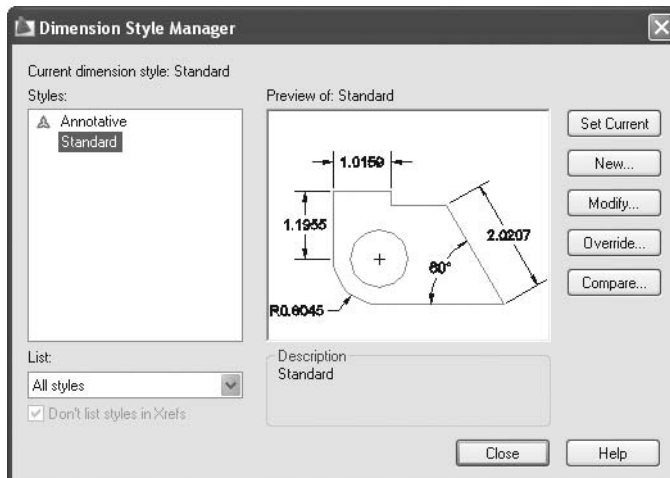 Dimension Style Manager
Current dimension style: Standard
Styles:
Annotative
Standard
Preview of: Standard
1.0159
1.1955
2.0207
60°
R0.6045
Set Current
New...
Modify...
Override...
Compare...
List:
All styles
Don't list styles in Xrefs
Description
Standard
Close
Help